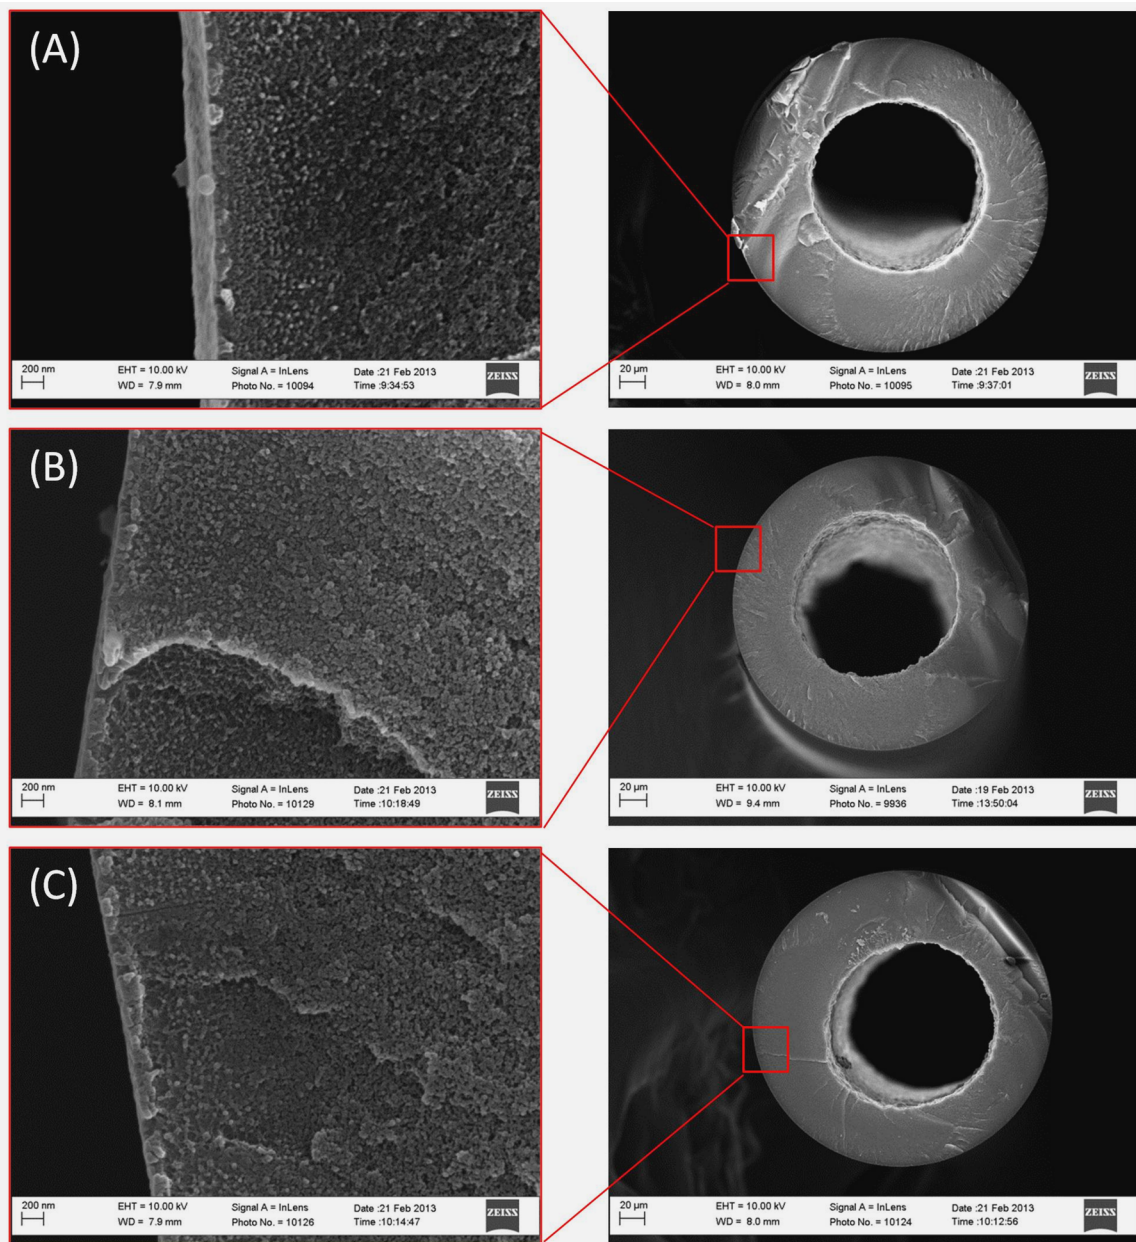 (A)
200 nm EHT = 10.00 kV Signal A = InLens Date :21 Feb 2013 ZEISS
WD = 7.9 mm Photo No. = 10094 Time :9:34:53
20 µm EHT = 10.00 kV Signal A = InLens Date :21 Feb 2013 ZEISS
WD = 8.0 mm Photo No. = 10095 Time :9:37:01
(B)
200 nm EHT = 10.00 kV Signal A = InLens Date :21 Feb 2013 ZEISS
WD = 8.1 mm Photo No. = 10129 Time :10:18:49
20 µm EHT = 10.00 kV Signal A = InLens Date :19 Feb 2013 ZEISS
WD = 9.4 mm Photo No. = 9936 Time :13:50:04
(C)
200 nm EHT = 10.00 kV Signal A = InLens Date :21 Feb 2013 ZEISS
WD = 7.9 mm Photo No. = 10126 Time :10:14:47
20 µm EHT = 10.00 kV Signal A = InLens Date :21 Feb 2013 ZEISS
WD = 8.0 mm Photo No. = 10124 Time :10:12:56